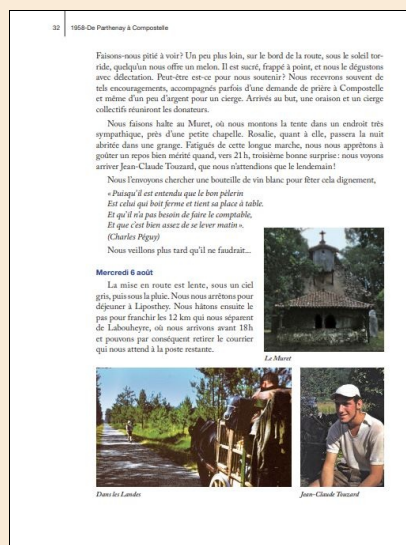 32
1958-De Parthenay à Compostelle
Faisons-nous pitié à voir? Un peu plus loin, sur le bord de la route, sous le soleil tor-
ride, quelqu'un nous offre un melon. Il est sucré, frappé à point, et nous le dégustons
avec délectation. Peut-être est-ce pour nous soutenir? Nous recevrons souvent de
tels encouragements, accompagnés parfois d'une demande de prière à Compostelle
et même d'un peu d'argent pour un cierge. Arrivés au but, une oraison et un cierge
collectifs réuniront les donateurs.
Nous faisons halte au Muret, où nous montons la tente dans un endroit très
sympathique, près d'une petite chapelle. Rosalie, quant à elle, passera la nuit
abritée dans une grange. Fatigués de cette longue marche, nous nous apprêtons à
goûter un repos bien mérité quand, vers 21h, troisième bonne surprise: nous voyons
arriver Jean-Claude Touzard, que nous n'attendions que le lendemain!
Nous l'envoyons chercher une bouteille de vin blanc pour fêter cela dignement,
« Puisqu'il est entendu que le bon pèlerin
Est celui qui boit ferme et tient sa place à table.
Et qu'il n'a pas besoin de faire le comptable,
Et que c'est bien assez de se lever matin ».
(Charles Péguy)
Nous veillons plus tard qu'il ne faudrait...
Mercredi 6 août
La mise en route est lente, sous un ciel
gris, puis sous la pluie. Nous nous arrêtons pour
déjeuner à Liposthey. Nous hâtons ensuite le
pas pour franchir les 12 km qui nous séparent
de Labouheyre, où nous arrivons avant 18h
et pouvons par conséquent retirer le courrier
qui nous attend à la poste restante.
Le Muret
Dans les Landes
Jean-Claude Touzard